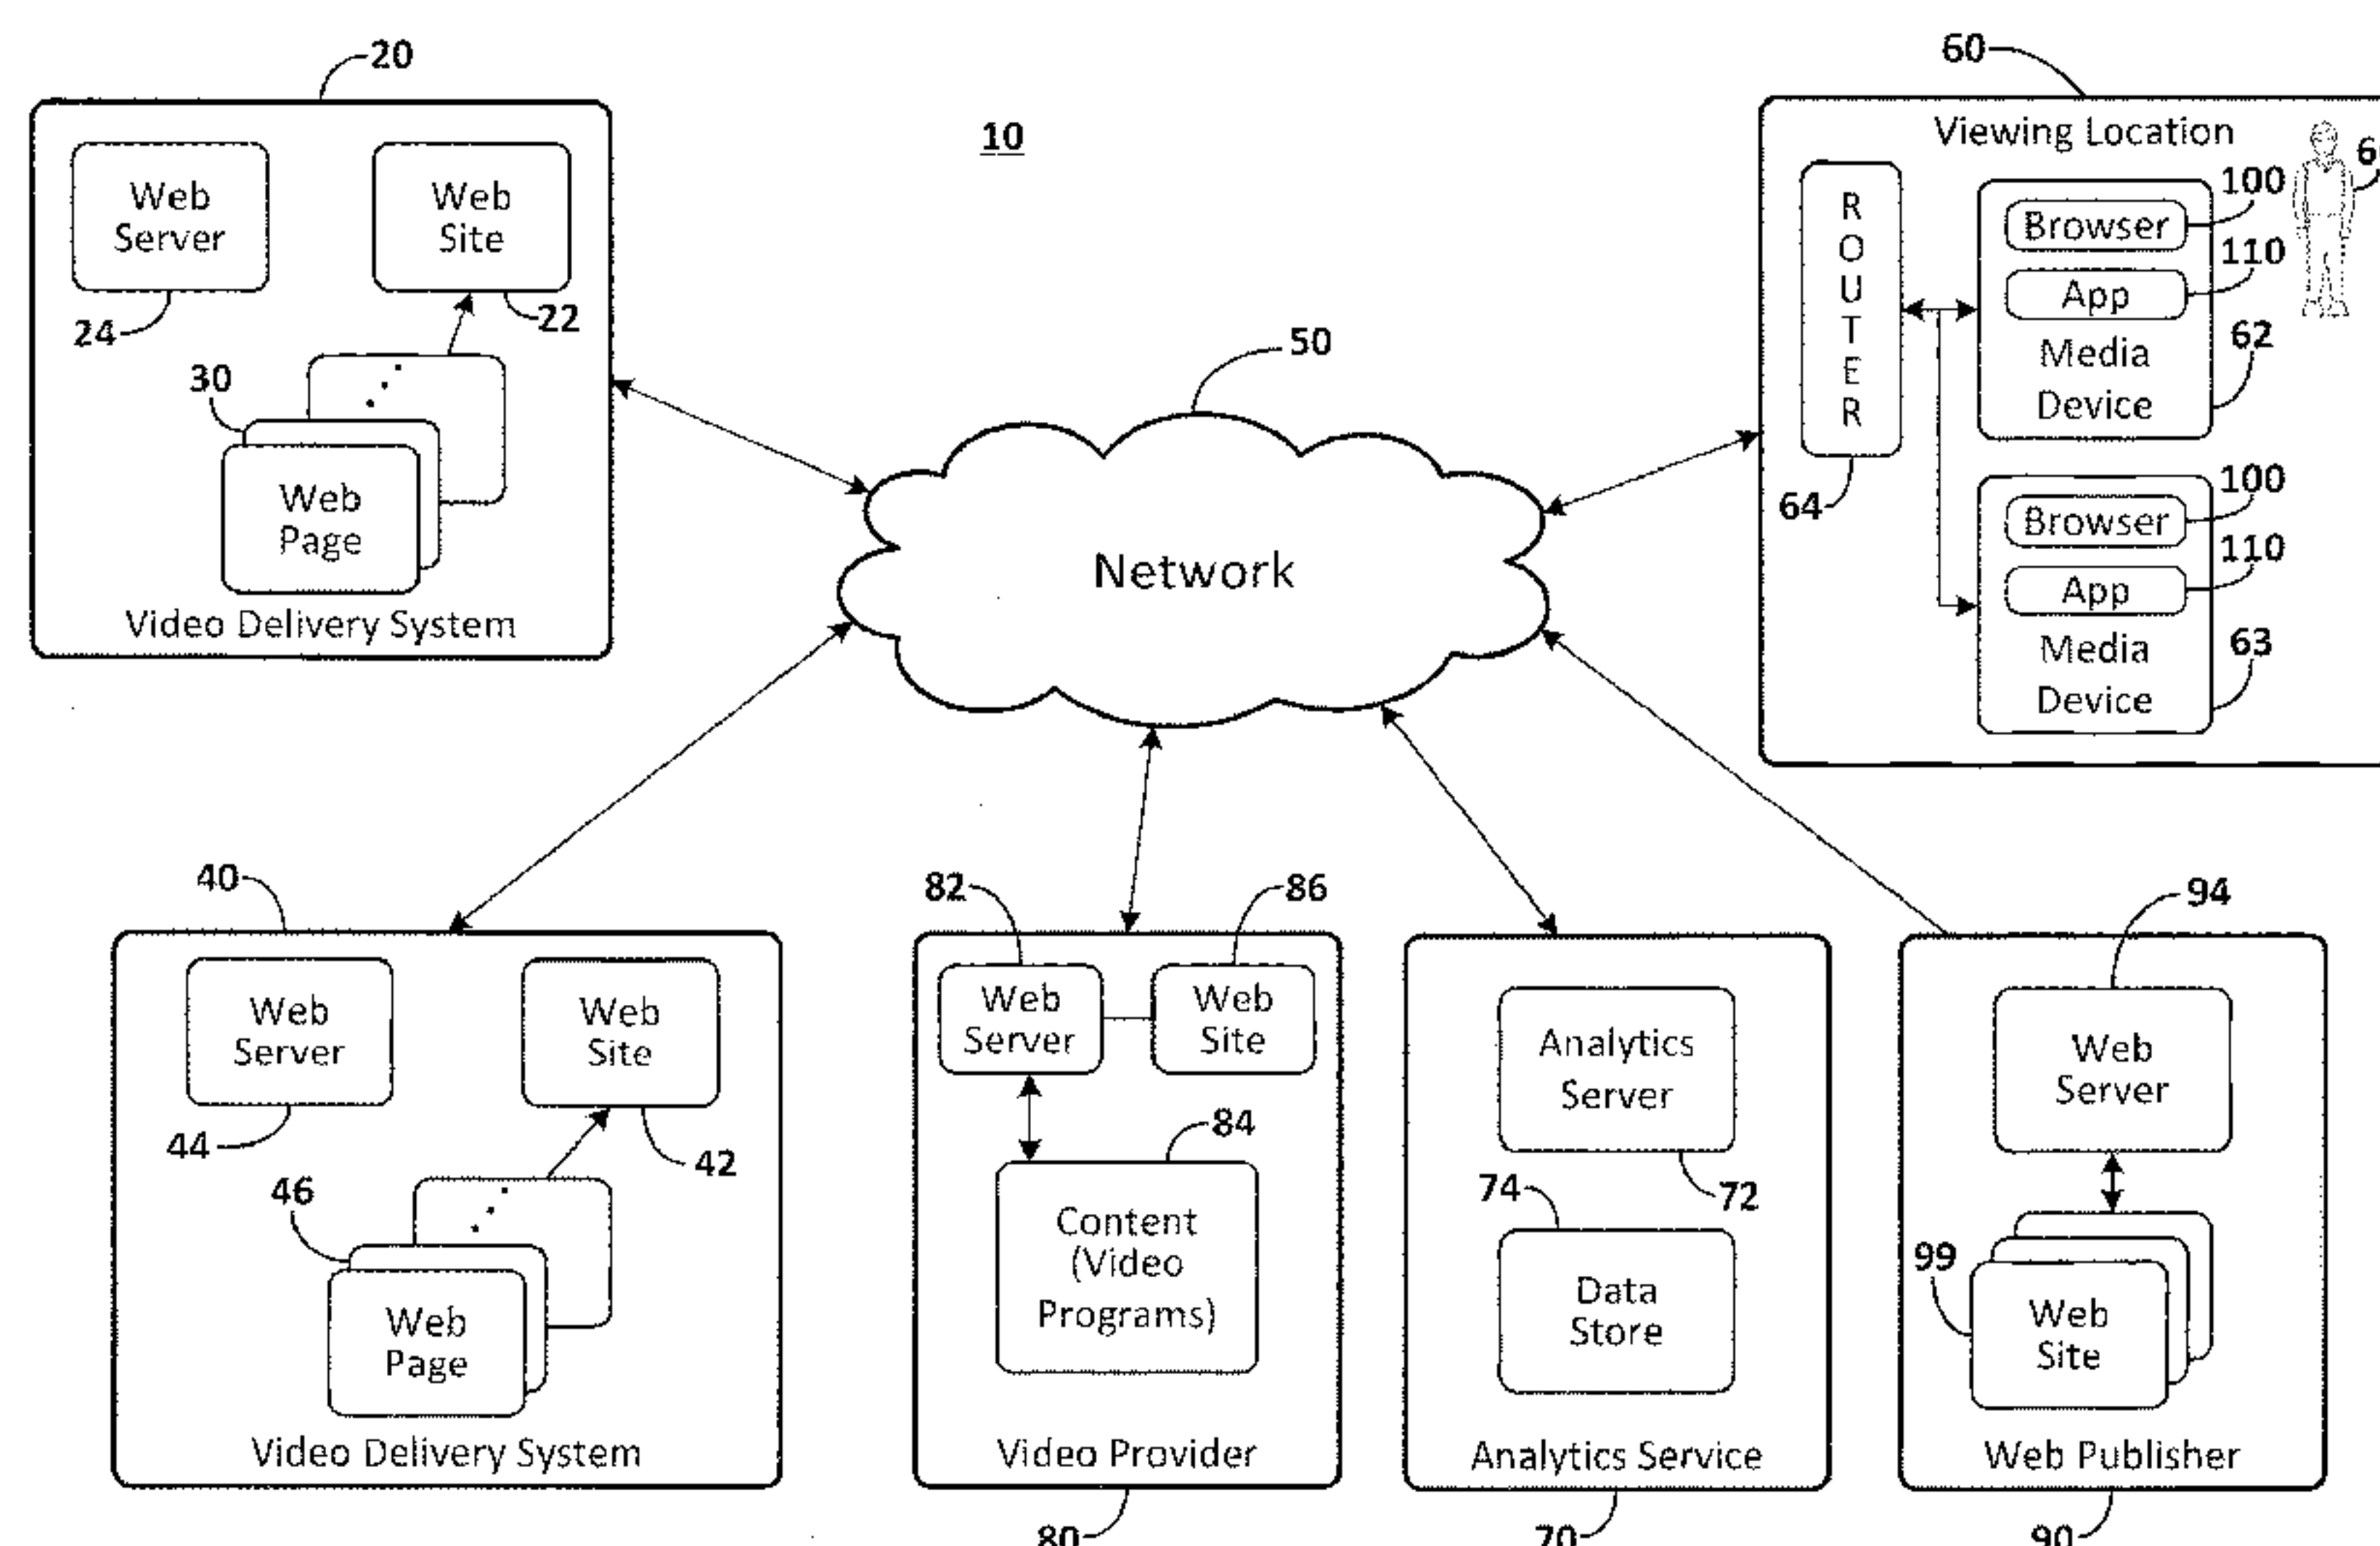 20
Web
Server
24
Web
Site
22
30
Web
Page
Video Delivery System
10
50
Network
60
Viewing Location
R
O
U
T
E
R
64
Browser
100
App
110
Media
Device
62
Browser
100
App
110
Media
Device
63
40
Web
Server
44
Web
Site
42
46
Web
Page
Video Delivery System
82
Web
Server
86
Web
Site
84
Content
(Video
Programs)
Video Provider
80
Analytics
Server
72
74
Data
Store
Analytics Service
70
94
Web
Server
99
Web
Site
Web Publisher
90